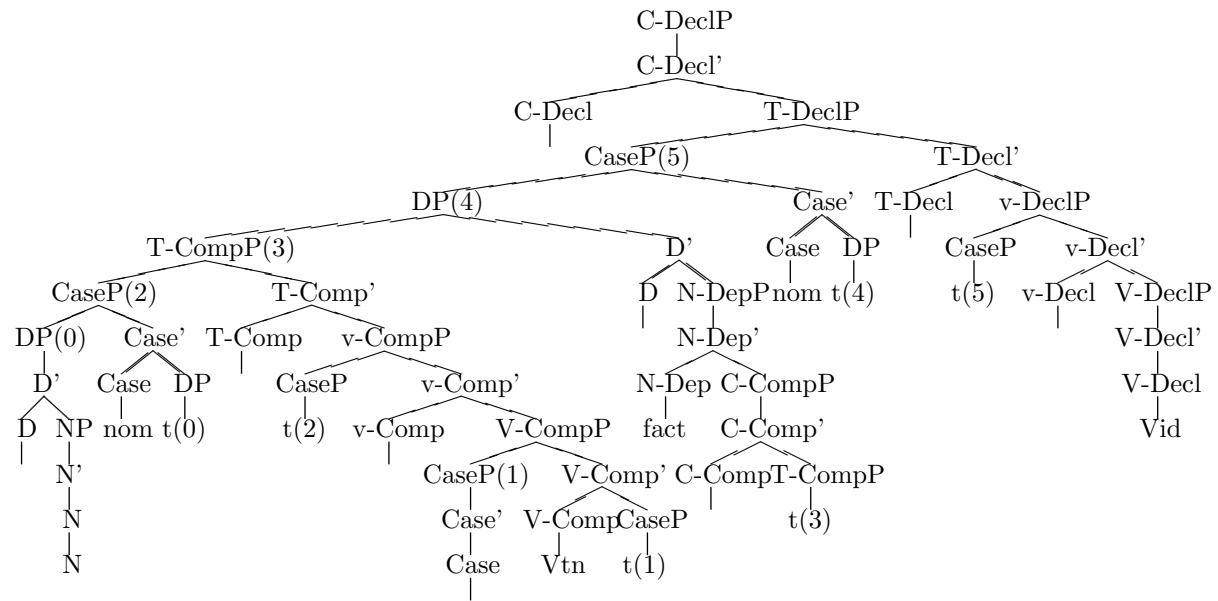 C-DeclP
C-Decl’
C-Decl T-DeclP
CaseP(5) T-Decl’
DP(4) Case’ T-Decl v-DeclP
T-CompP(3) D’ Case DP CaseP v-Decl’
CaseP(2) T-Comp’ D N-DepP nom t(4) t(5) v-Decl V-DeclP
DP(0) Case’ T-Comp v-CompP N-Dep’ V-Decl’
D’ Case DP CaseP v-Comp’ N-Dep C-CompP V-Decl
D NP nom t(0) t(2) v-Comp V-CompP fact C-Comp’ Vid
N’ CaseP(1) V-Comp’ C-Comp T-CompP
N Case’ V-Comp CaseP t(3)
N Case Vtn t(1)